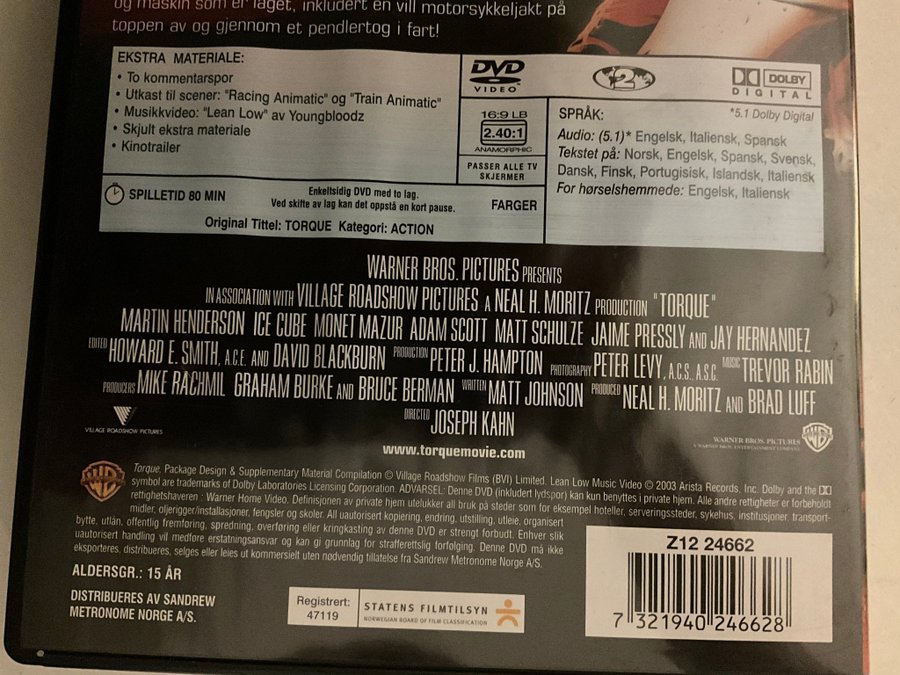 og maskin som er laget, inkludert en vill motorsykkeljakt på
toppen av og gjennom et pendlertog i fart!
EKSTRA MATERIALE:
• To kommentarspor
• Utkast til scener: "Racing Animatic" og "Train Animatic"
• Musikkvideo: "Lean Low" av Youngbloodz
• Skjult ekstra materiale
• Kinotrailer
SPILLETID 80 MIN
Enkeltsidig DVD med to lag.
Ved skifte av lag kan det oppstå en kort pause.
FARGER
Original Tittel: TORQUE Kategori: ACTION
DVD
VIDEO
16:9 LB
2.40:1
ANAMORPHIC
PASSER ALLE TV
SKJERMER
2
DOLBY
DIGITAL
*5.1 Dolby Digital
SPRÅK:
Audio: (5.1)* Engelsk, Italiensk, Spansk
Tekstet på: Norsk, Engelsk, Spansk, Svensk,
Dansk, Finsk, Portugisisk, Islandsk, Italiensk
For hørselshemmede: Engelsk, Italiensk
WARNER BROS. PICTURES PRESENTS
IN ASSOCIATION WITH VILLAGE ROADSHOW PICTURES A NEAL H. MORITZ PRODUCTION "TORQUE"
MARTIN HENDERSON ICE CUBE MONET MAZUR ADAM SCOTT MATT SCHULZE JAIME PRESSLY AND JAY HERNANDEZ
EDITED HOWARD E. SMITH, A.C.E. AND DAVID BLACKBURN PRODUCTION PETER J. HAMPTON PHOTOGRAPHY PETER LEVY, A.C.S. A.S.C. MUSIC TREVOR RABIN
PRODUCERS MIKE RACHMIL GRAHAM BURKE AND BRUCE BERMAN WRITTEN MATT JOHNSON PRODUCED NEAL H. MORITZ AND BRAD LUFF
DIRECTED JOSEPH KAHN
VILLAGE ROADSHOW PICTURES
www.torquemovie.com
WARNER BROS. PICTURES
A WARNER BROS. ENTERTAINMENT COMPANY
WB
Torque, Package Design & Supplementary Material Compilation © Village Roadshow Films (BVI) Limited. Lean Low Music Video © 2003 Arista Records, Inc. Dolby and the
symbol are trademarks of Dolby Laboratories Licensing Corporation. ADVARSEL: Denne DVD (inkludert lydspor) kan kun benyttes i private hjem. Alle andre rettigheter er forbeholdt
rettighetshaveren : Warner Home Video. Definisjonen av private hjem utelukker all bruk på steder som for eksempel hoteller, serveringssteder, sykehus, institusjoner, transport-
midler, oljerigger/installasjoner, fengsler og skoler. All uautorisert kopiering, endring, utstilling, utleie, organisert
bytte, utlån, offentlig fremføring, spredning, overføring eller kringkasting av denne DVD er strengt forbudt. Enhver slik
uautorisert handling vil medføre erstatningsansvar og kan gi grunnlag for strafferettslig forfølging. Denne DVD må ikke
eksporteres, distribueres, selges eller leies ut kommersielt uten nødvendig tillatelse fra Sandrew Metronome Norge A/S.
ALDERSGR.: 15 ÅR
DISTRIBUERES AV SANDREW
METRONOME NORGE A/S.
Registrert:
47119
STATENS FILMTILSYN
NORWEGIAN BOARD OF FILM CLASSIFICATION
Z12 24662
7 321940 246628